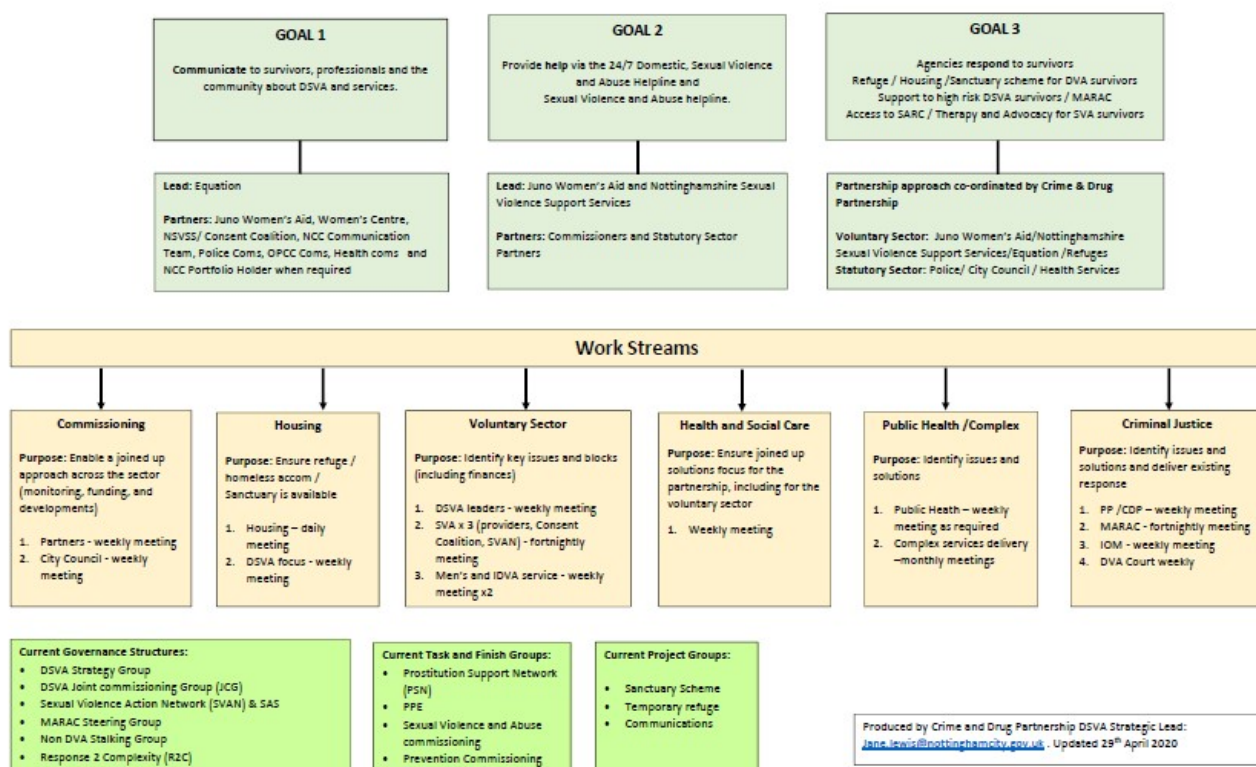 GOAL 1
Communicate to survivors, professionals and the
community about DSVA and services.
GOAL 2
Provide help via the 24/7 Domestic, Sexual Violence
and Abuse Helpline and
Sexual Violence and Abuse helpline.
GOAL 3
Agencies respond to survivors
Refuge / Housing /Sanctuary scheme for DVA survivors
Support to high risk DSVA survivors / MARAC
Access to SARC / Therapy and Advocacy for SVA survivors
Lead: Equation
Partners: Juno Women's Aid, Women's Centre,
NSVSS/ Consent Coalition, NCC Communication
Team, Police Coms, OPCC Coms, Health coms and
NCC Portfolio Holder when required
Lead: Juno Women's Aid and Nottinghamshire Sexual
Violence Support Services
Partners: Commissioners and Statutory Sector
Partners
Partnership approach co-ordinated by Crime & Drug
Partnership
Voluntary Sector: Juno Women's Aid/Nottinghamshire
Sexual Violence Support Services/Equation /Refuges
Statutory Sector: Police/ City Council / Health Services
Work Streams
Commissioning
Purpose: Enable a joined up
approach across the sector
(monitoring, funding, and
developments)
1. Partners - weekly meeting
2. City Council - weekly
meeting
Housing
Purpose: Ensure refuge /
homeless accom /
Sanctuary is available
1. Housing – daily
meeting
2. DSVA focus - weekly
meeting
Voluntary Sector
Purpose: Identify key issues and blocks
(including finances)
1. DSVA leaders - weekly meeting
2. SVA x 3 (providers, Consent
Coalition, SVAN) - fortnightly
meeting
3. Men's and IDVA service - weekly
meeting x2
Health and Social Care
Purpose: Ensure joined up
solutions focus for the
partnership, including for the
voluntary sector
1. Weekly meeting
Public Health /Complex
Purpose: Identify issues and
solutions
1. Public Heath – weekly
meeting as required
2. Complex services delivery
–monthly meetings
Criminal Justice
Purpose: Identify issues and
solutions and deliver existing
response
1. PP /CDP – weekly meeting
2. MARAC - fortnightly meeting
3. IOM - weekly meeting
4. DVA Court weekly
Current Governance Structures:
• DSVA Strategy Group
• DSVA Joint commissioning Group (JCG)
• Sexual Violence Action Network (SVAN) & SAS
• MARAC Steering Group
• Non DVA Stalking Group
• Response 2 Complexity (R2C)
Current Task and Finish Groups:
• Prostitution Support Network
(PSN)
• PPE
• Sexual Violence and Abuse
commissioning
• Prevention Commissioning
Current Project Groups:
• Sanctuary Scheme
• Temporary refuge
• Communications
Produced by Crime and Drug Partnership DSVA Strategic Lead:
Jane.lewis@nottinghamcity.gov.uk . Updated 29th April 2020